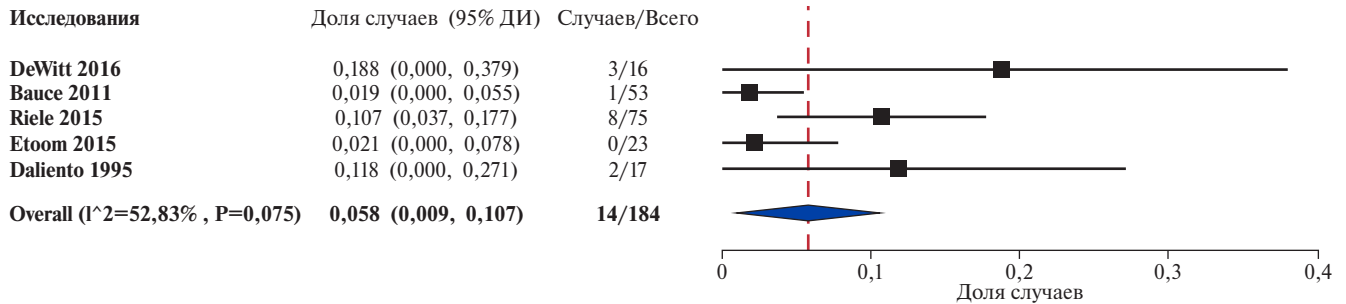 Исследования Доля случаев (95% ДИ) Случаев/Всего
DeWitt 2016 0,188 (0,000, 0,379) 3/16
Bauce 2011 0,019 (0,000, 0,055) 1/53
Riele 2015 0,107 (0,037, 0,177) 8/75
Etoom 2015 0,021 (0,000, 0,078) 0/23
Daliento 1995 0,118 (0,000, 0,271) 2/17
Overall (I^2=52,83% , P=0,075) 0,058 (0,009, 0,107) 14/184
0 0,1 0,2 0,3 0,4
Доля случаев